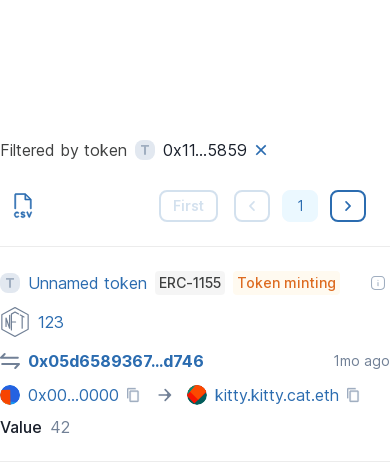 Filtered by token T 0x11...5859
CSV
First 1
T Unnamed token ERC-1155 Token minting
NFT 123
0x05d6589367...d746 1mo ago
0x00...0000 → kitty.kitty.cat.eth
Value 42